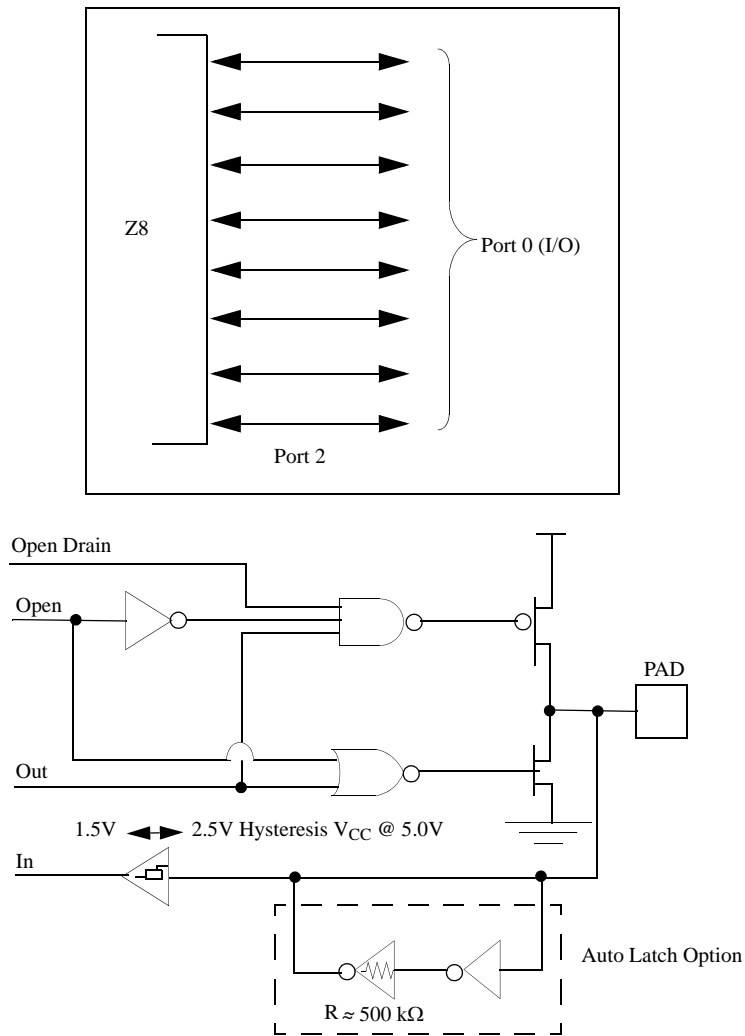 Z8
Port 0 (I/O)
Port 2
Open Drain
Open
PAD
Out
1.5V 2.5V Hysteresis VCC @ 5.0V
In
Auto Latch Option
R ≈ 500 kΩ